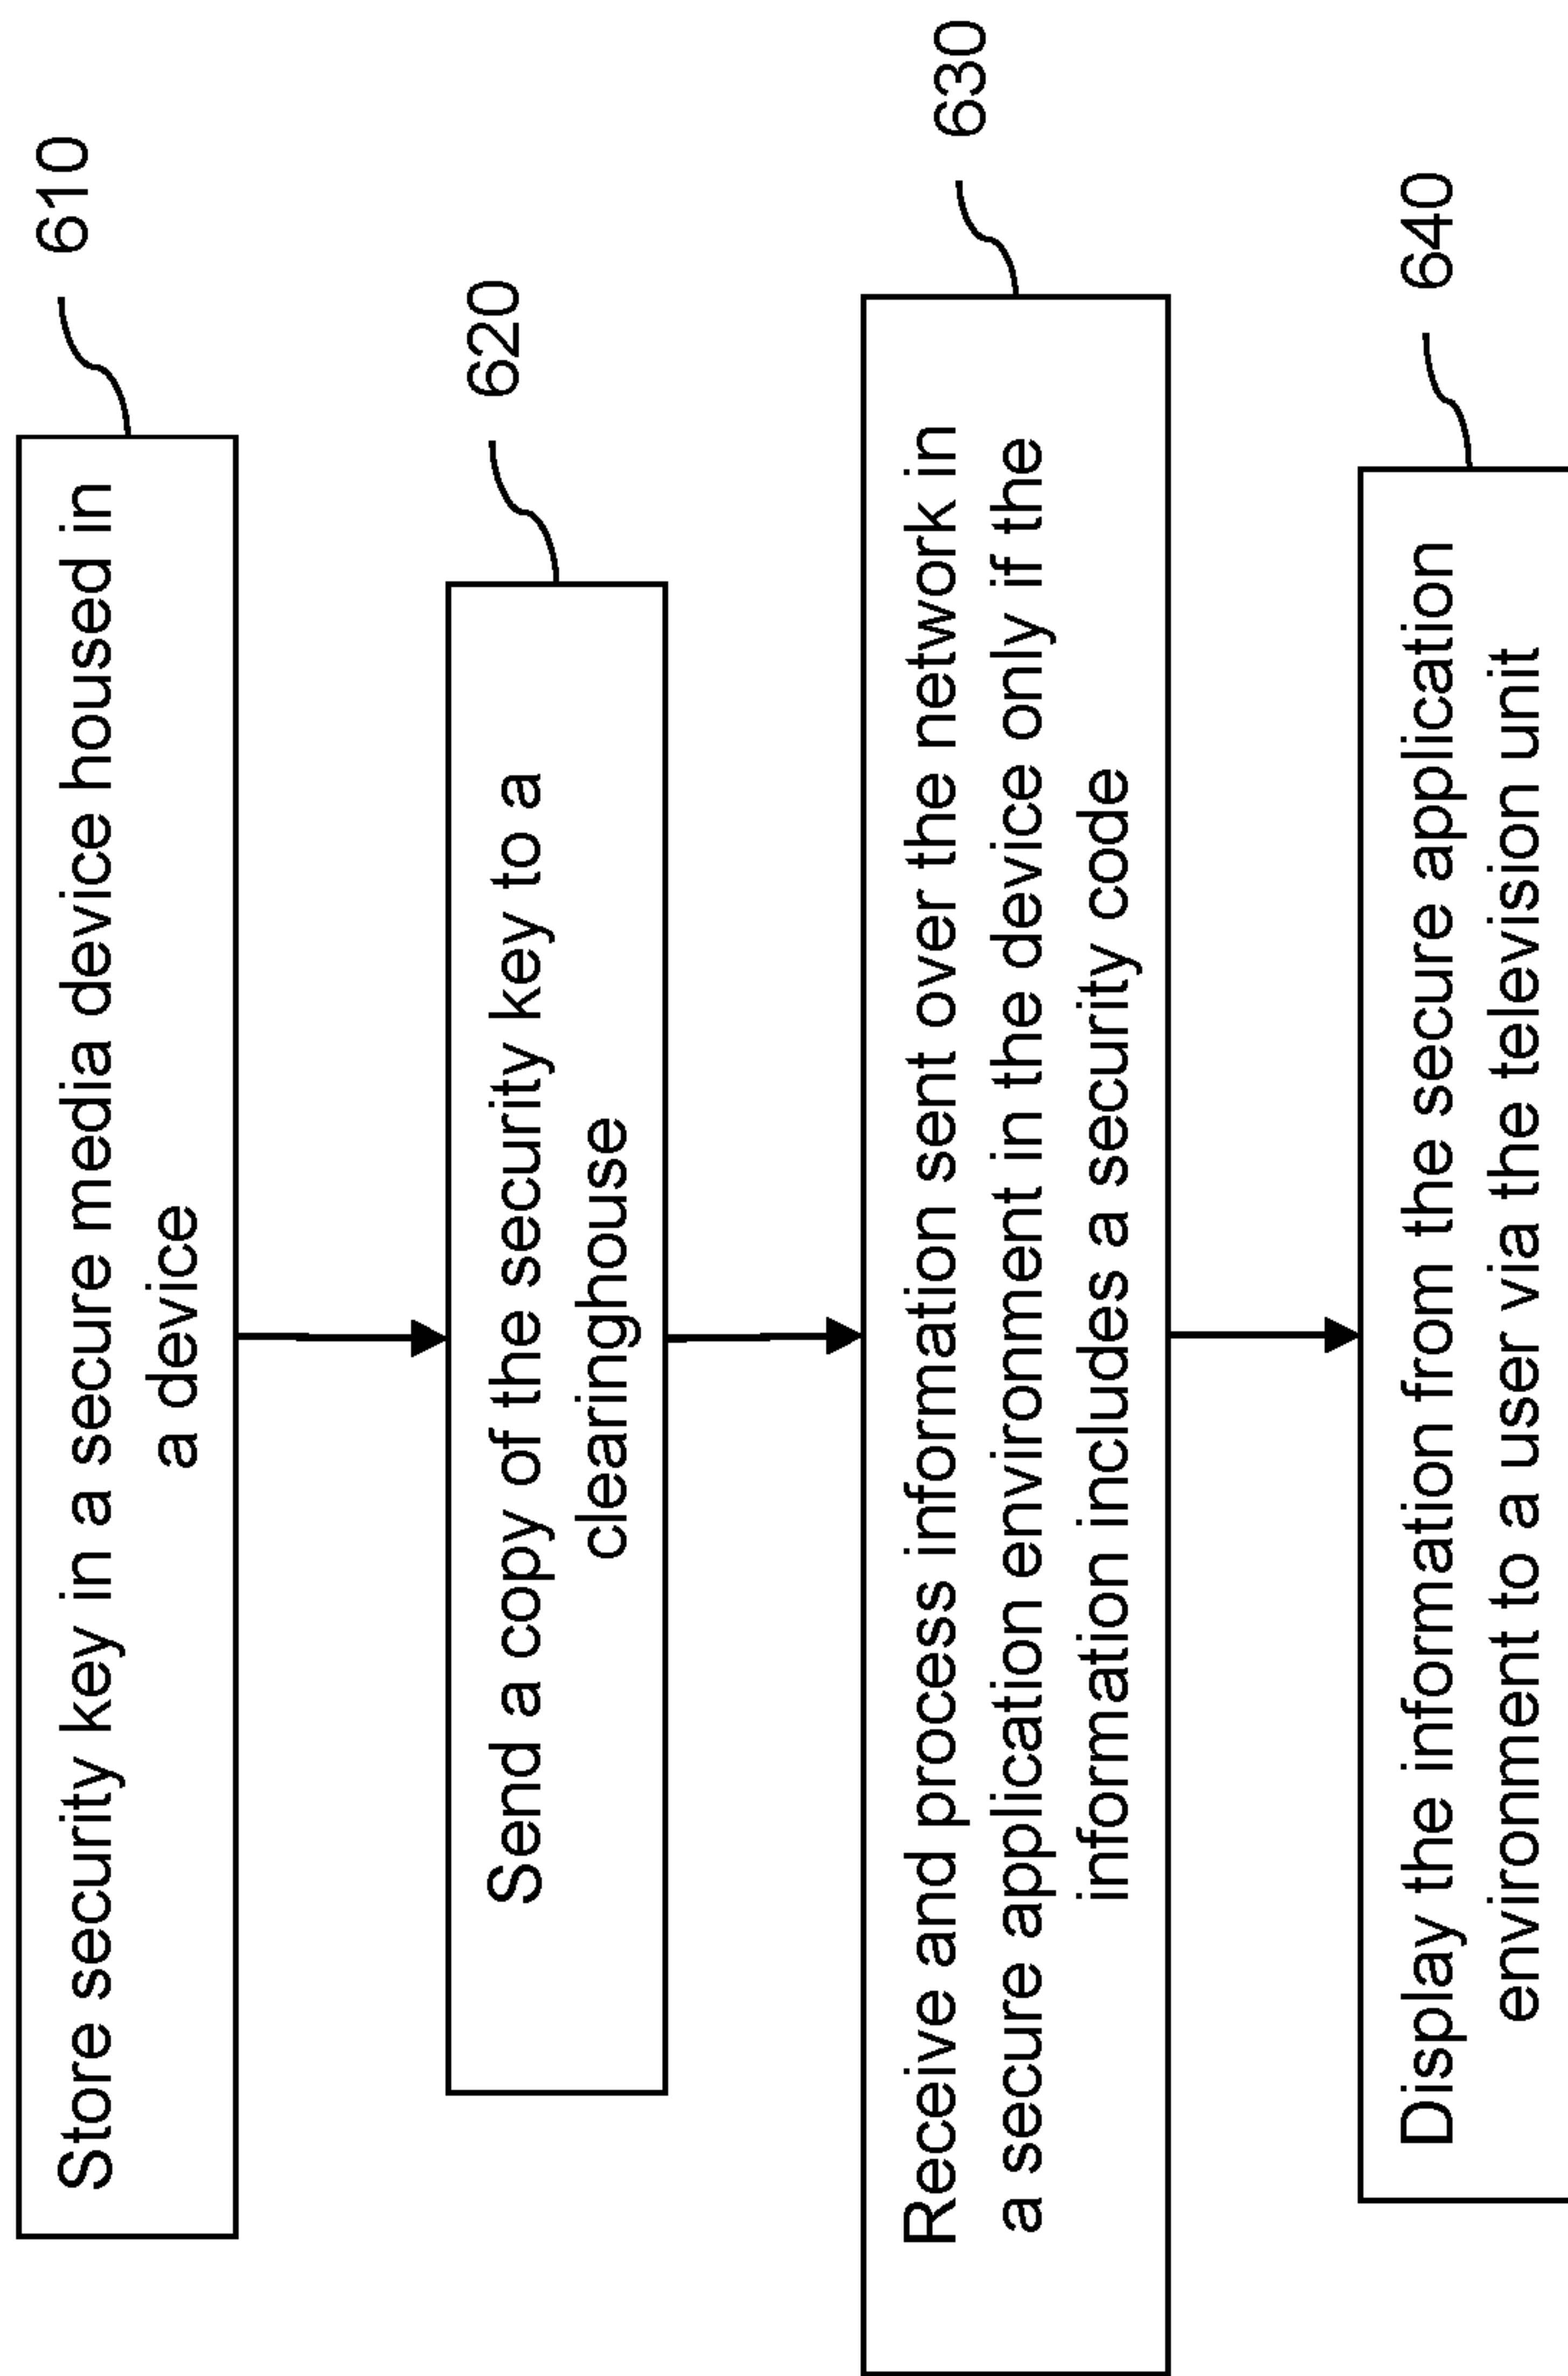 Store security key in a secure media device housed in
a device
610
Send a copy of the security key to a
clearinghouse
620
Receive and process information sent over the network in
a secure application environment in the device only if the
information includes a security code
630
Display the information from the secure application
environment to a user via the television unit
640